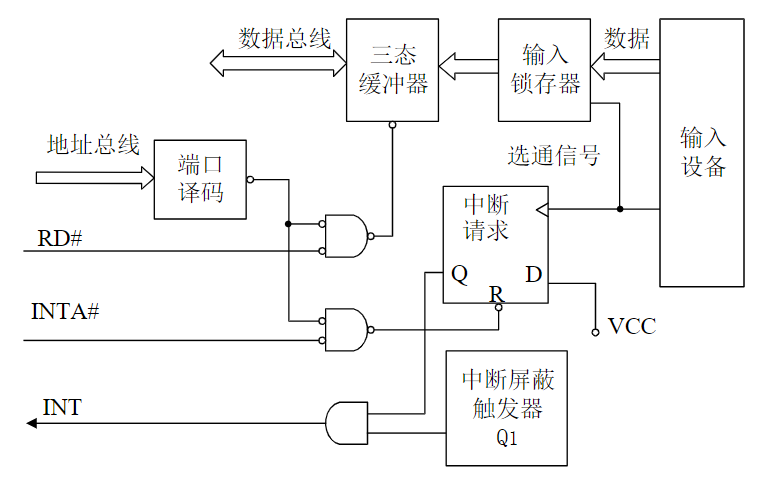 数据总线
三态
缓冲器
输入
锁存器
数据
地址总线
端口
译码
选通信号
输入
设备
中断
请求
RD#
Q
D
R
INTA#
VCC
中断屏蔽
触发器
Q1
INT